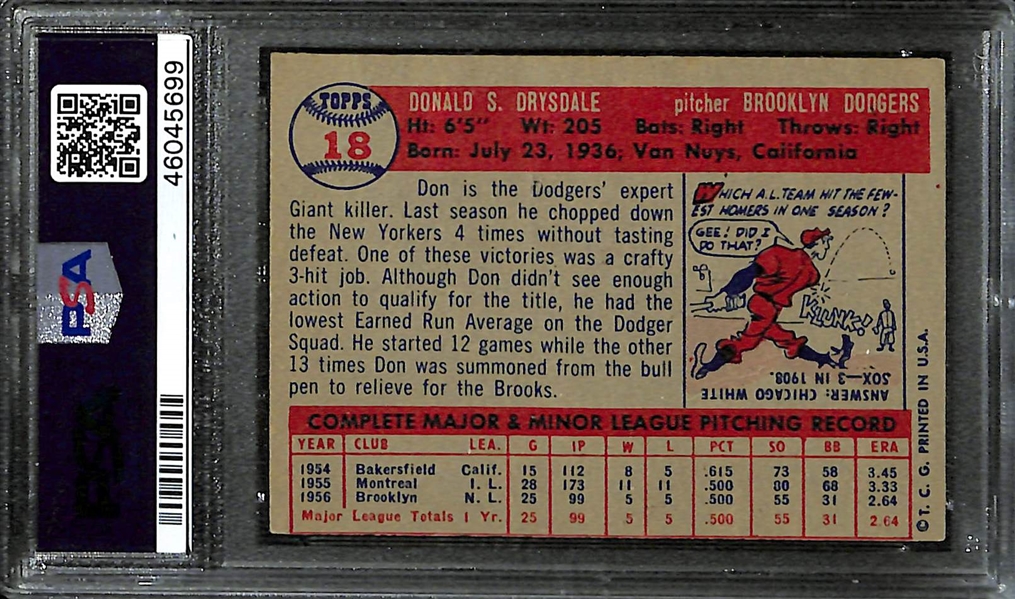 46045699
PSA
TOPPS
18
DONALD S. DRYSDALE pitcher BROOKLYN DODGERS
Ht: 6'5" Wt: 205 Bats: Right Throws: Right
Born: July 23, 1936; Van Nuys, California
Don is the Dodgers' expert
Giant killer. Last season he chopped down
the New Yorkers 4 times without tasting
defeat. One of these victories was a crafty
3-hit job. Although Don didn't see enough
action to qualify for the title, he had the
lowest Earned Run Average on the Dodger
Squad. He started 12 games while the other
13 times Don was summoned from the bull
pen to relieve for the Brooks.
WHICH A.L. TEAM HIT THE FEW-
EST HOMERS IN ONE SEASON?
GEE! DID I
DO THAT?
KLUNK!
ANSWER: CHICAGO WHITE
SOX—3 IN 1908.
COMPLETE MAJOR & MINOR LEAGUE PITCHING RECORD
YEAR CLUB LEA. G IP W L PCT SO BB ERA
1954 Bakersfield Calif. 15 112 8 5 .615 73 58 3.45
1955 Montreal I. L. 28 173 11 11 .500 80 68 3.33
1956 Brooklyn N. L. 25 99 5 5 .500 55 31 2.64
Major League Totals 1 Yr. 25 99 5 5 .500 55 31 2.64
© T. C. G. PRINTED IN U.S.A.